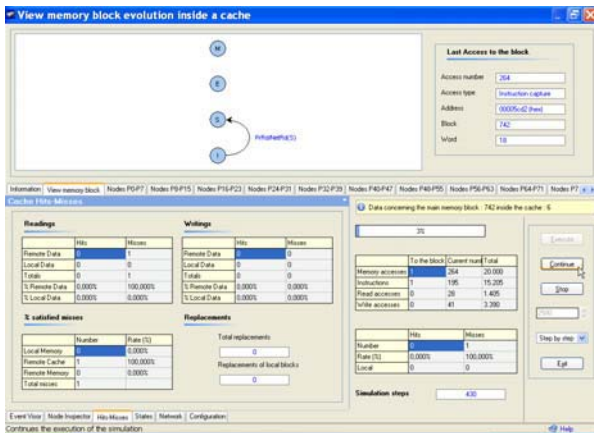 View memory block evolution inside a cache
M
E
S
I
Last Access to the block
Access number 264
Access type Instruction capture
Address 00005cd2 (hex)
Block 742
Word 18
Information View memory block Nodes P0-P7 Nodes P8-P15 Nodes P16-P23 Nodes P24-P31 Nodes P32-P39 Nodes P40-P47 Nodes P48-P55 Nodes P56-P63 Nodes P64-P71 Nodes P7
Cache Hits-Misses
Data concerning the main memory block : 742 inside the cache : 6
Readings
Hits Misses
Remote Data 0 1
Local Data 0 0
Totals 0 1
% Remote Data 0,000% 100,000%
% Local Data 0,000% 0,000%
Writings
Hits Misses
Remote Data 0 0
Local Data 0 0
Totals 0 0
% Remote Data 0,000% 0,000%
% Local Data 0,000% 0,000%
% satisfied misses
Number Rate (%)
Local Memory 0 0,000%
Remote Cache 1 100,000%
Remote Memory 0 0,000%
Total misses 1
Replacements
Total replacements
0
Replacements of local blocks
0
3%
To the block Current num Total
Memory accesses 1 264 20.000
Instructions 1 195 15.205
Read accesses 0 28 1.405
Write accesses 0 41 3.390
Hits Misses
Number 0 1
Rate (%) 0,000% 100,000%
Local 0 0
Simulation steps 430
Execute
Continue
Stop
Step by step
Exit
Event Visor Node Inspector Hits-Misses States Network Configuration
Continues the execution of the simulation
Help